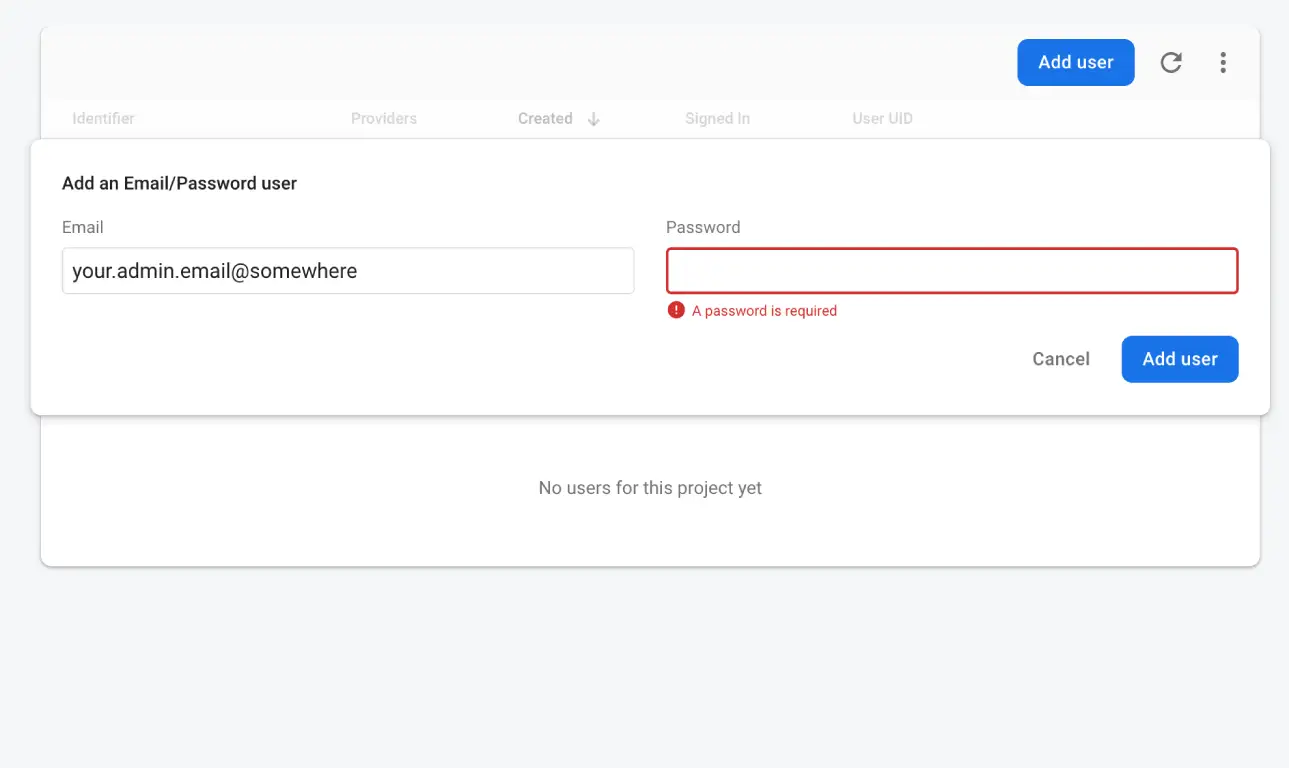 Add user
Identifier Providers Created Signed In User UID
Add an Email/Password user
Email Password
your.admin.email@somewhere
A password is required
Cancel Add user
No users for this project yet